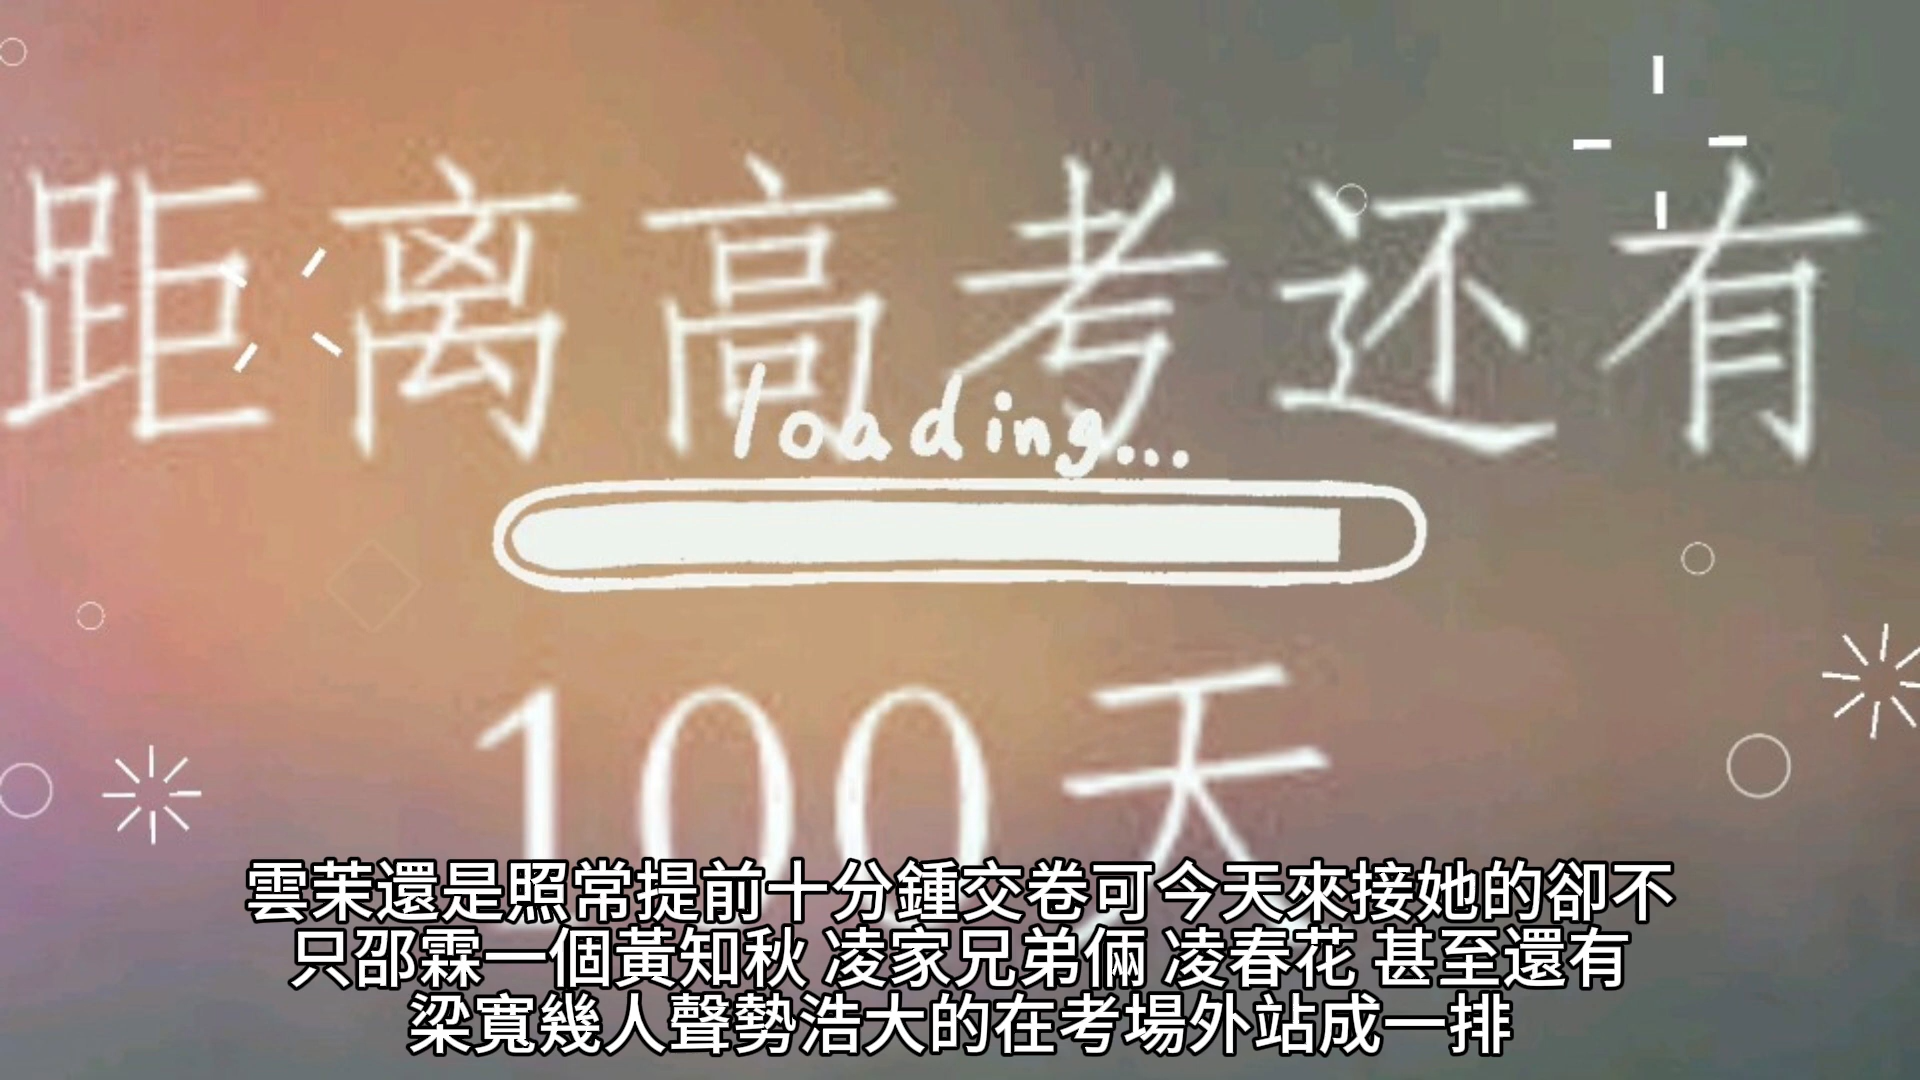 距离高考还有
loading...
100天
雲茉還是照常提前十分鍾交卷可今天來接她的卻不
只邵霖一個黃知秋 凌家兄弟倆 凌春花 甚至還有
梁寬幾人聲勢浩大的在考場外站成一排